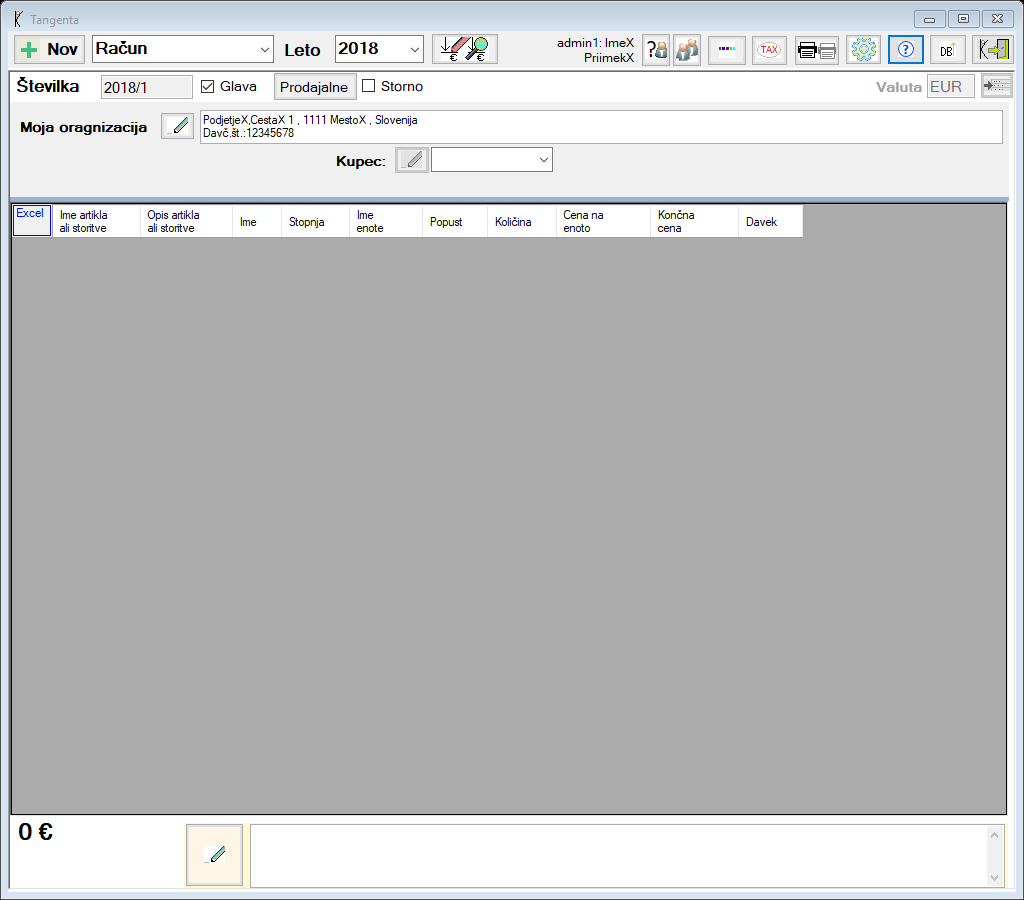 Tangenta
Nov
Račun
Leto
2018
€
€
admin1: ImeX
PriimekX
?
TAX
?
DB
Številka
2018/1
Glava
Prodajalne
Storno
Valuta
EUR
Moja oragnizacija
PodjetjeX,CestaX 1 , 1111 MestoX , Slovenija
Davč.št.:12345678
Kupec:
Excel
Ime artikla
ali storitve
Opis artikla
ali storitve
Ime
Stopnja
Ime
enote
Popust
Količina
Cena na
enoto
Končna
cena
Davek
0 €